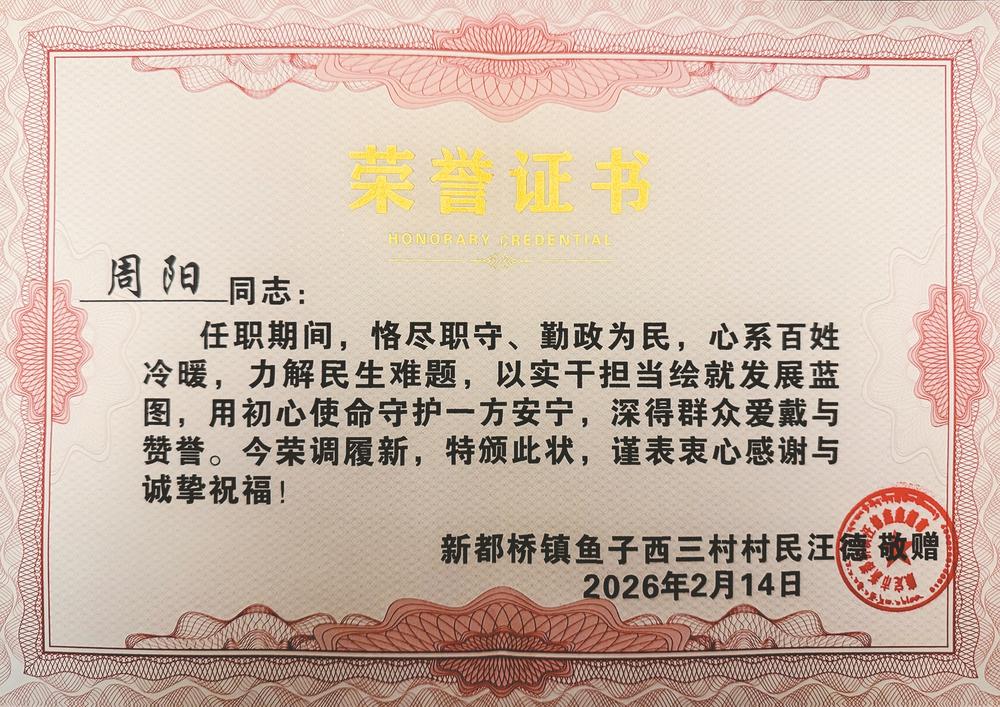 荣誉证书
HONORARY CREDENTIAL
周阳同志：
任职期间，恪尽职守、勤政为民，心系百姓
冷暖，力解民生难题，以实干担当绘就发展蓝
图，用初心使命守护一方安宁，深得群众爱戴与
赞誉。今荣调履新，特颁此状，谨表衷心感谢与
诚挚祝福！
新都桥镇鱼子西三村村民汪德 敬赠
2026年2月14日